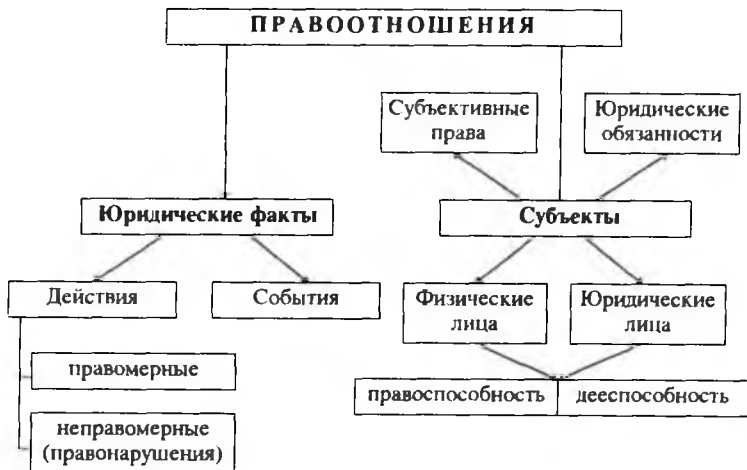 ПРАВООТНОШЕНИЯ
Субъективные
права
Юридические
обязанности
Юридические факты
Субъекты
Действия
События
Физические
лица
Юридические
лица
правомерные
правоспособность
дееспособность
неправомерные
(правонарушения)